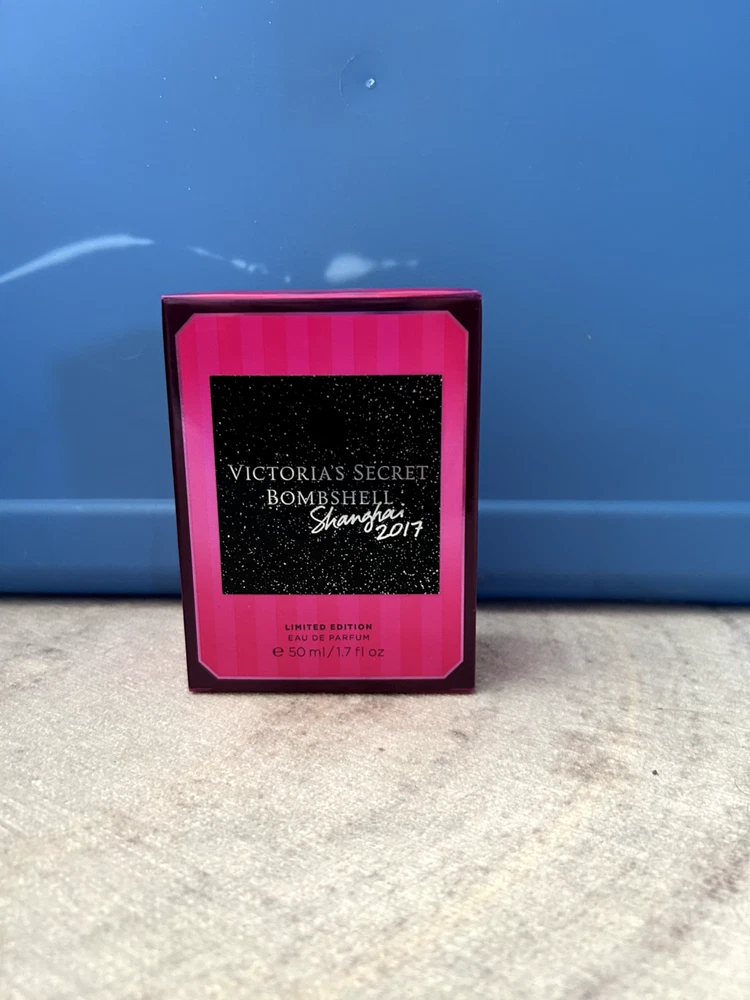 VICTORIA'S SECRET
BOMBSHELL
Shanghai
2017
LIMITED EDITION
EAU DE PARFUM
℮ 50 ml/1.7 fl oz